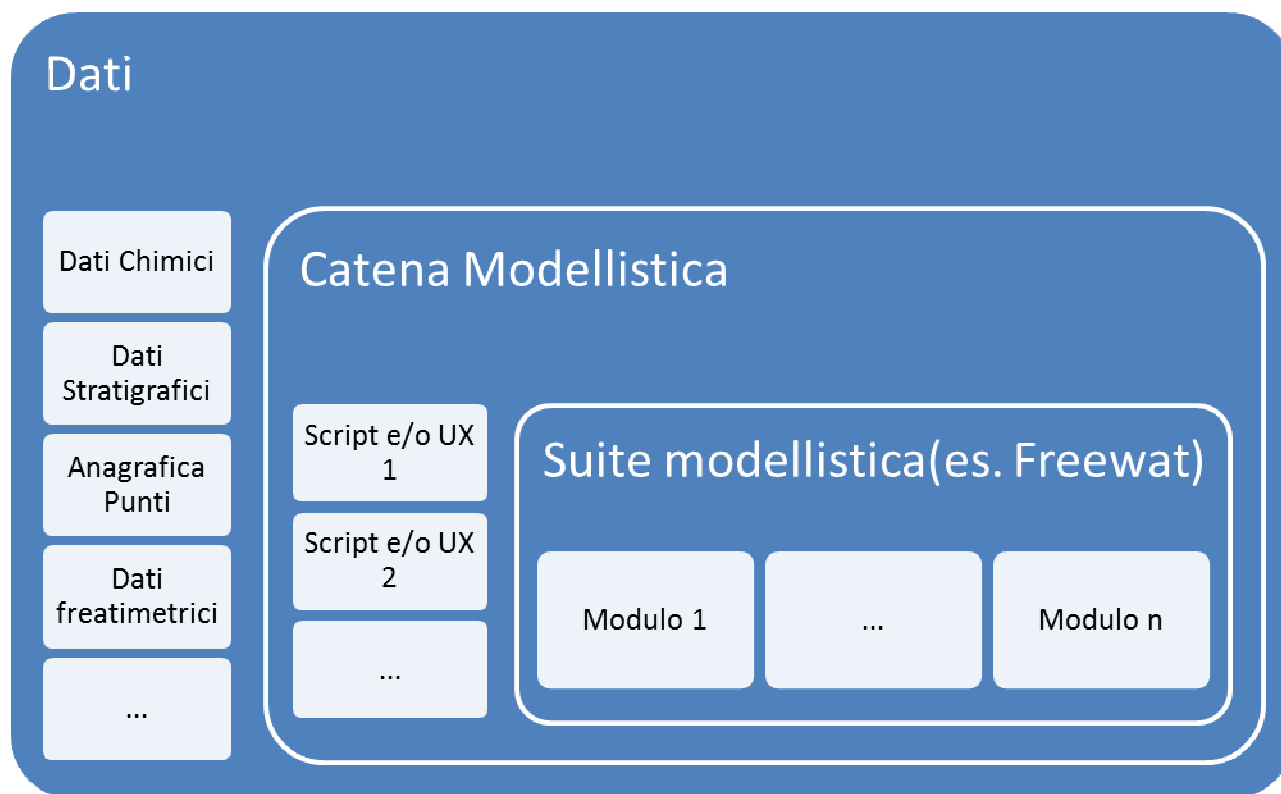 Dati
Dati Chimici
Dati
Stratigrafici
Anagrafica
Punti
Dati
freatimetrici
...
Catena Modellistica
Script e/o UX
1
Script e/o UX
2
...
Suite modellistica(es. Freewat)
Modulo 1
...
Modulo n